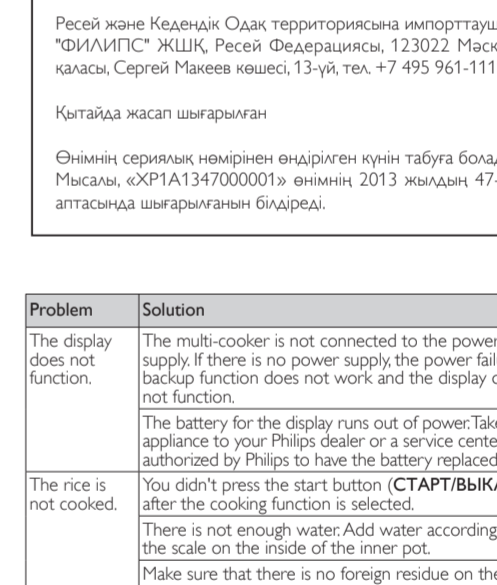 Ресей және Кедендік Одақ территориясына импорттауш
"ФИЛИПС" ЖШҚ, Ресей Федерациясы, 123022 Мәск
қаласы, Сергей Макеев көшесі, 13-үй, тел. +7 495 961-111
Қытайда жасап шығарылған
Өнімнің сериялық нөмірінен өндірілген күнін табуға болад
Мысалы, «XP1A1347000001» өнімнің 2013 жылдың 47-
аптасында шығарылғанын білдіреді.
Problem Solution
The display does not function.
The multi-cooker is not connected to the power
supply. If there is no power supply, the power fail
backup function does not work and the display d
not function.
The battery for the display runs out of power. Take
appliance to your Philips dealer or a service cente
authorized by Philips to have the battery replaced
The rice is not cooked.
You didn't press the start button (СТАРТ/ВЫКЛ
after the cooking function is selected.
There is not enough water. Add water according
the scale on the inside of the inner pot.
Make sure that there is no foreign residue on the